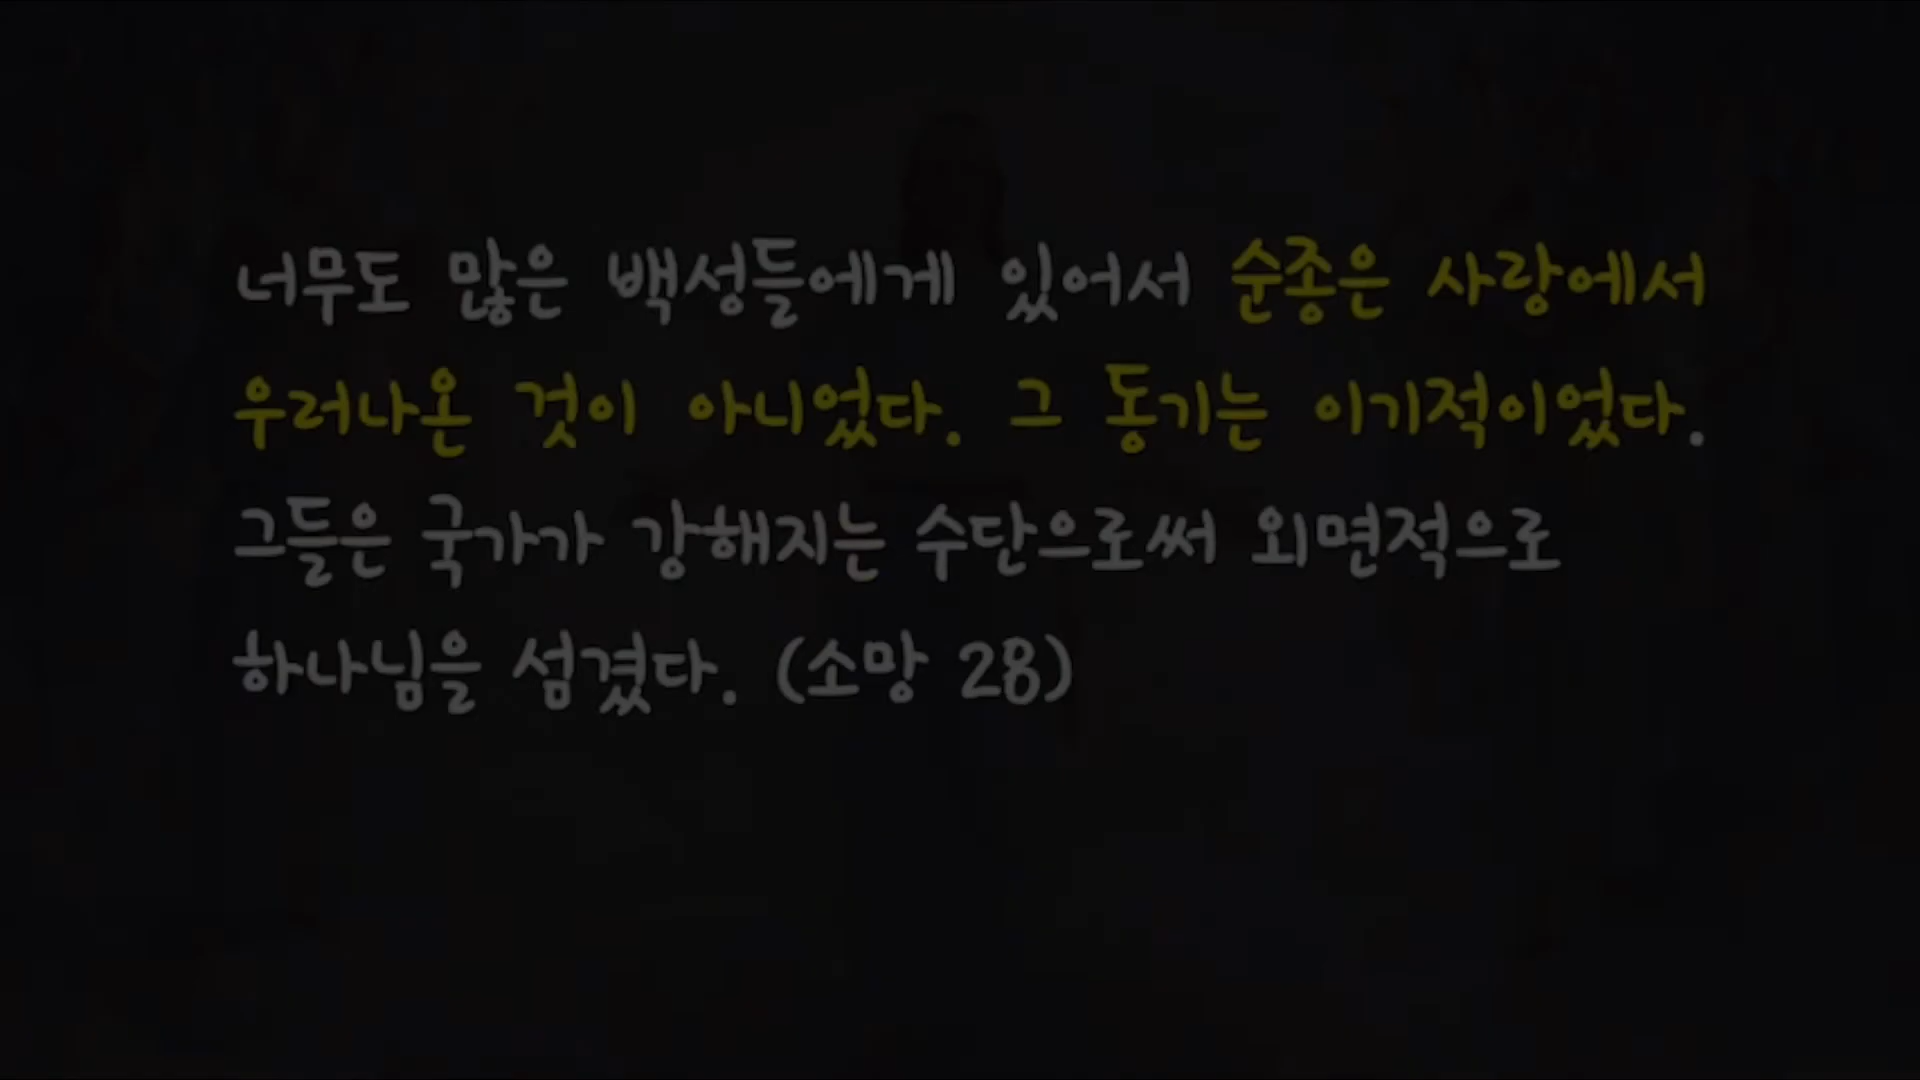 너무도 많은 백성들에게 있어서 순종은 사랑에서
우러나온 것이 아니었다. 그 동기는 이기적이었다.
그들은 국가가 강해지는 수단으로써 외면적으로
하나님을 섬겼다. (소망 28)